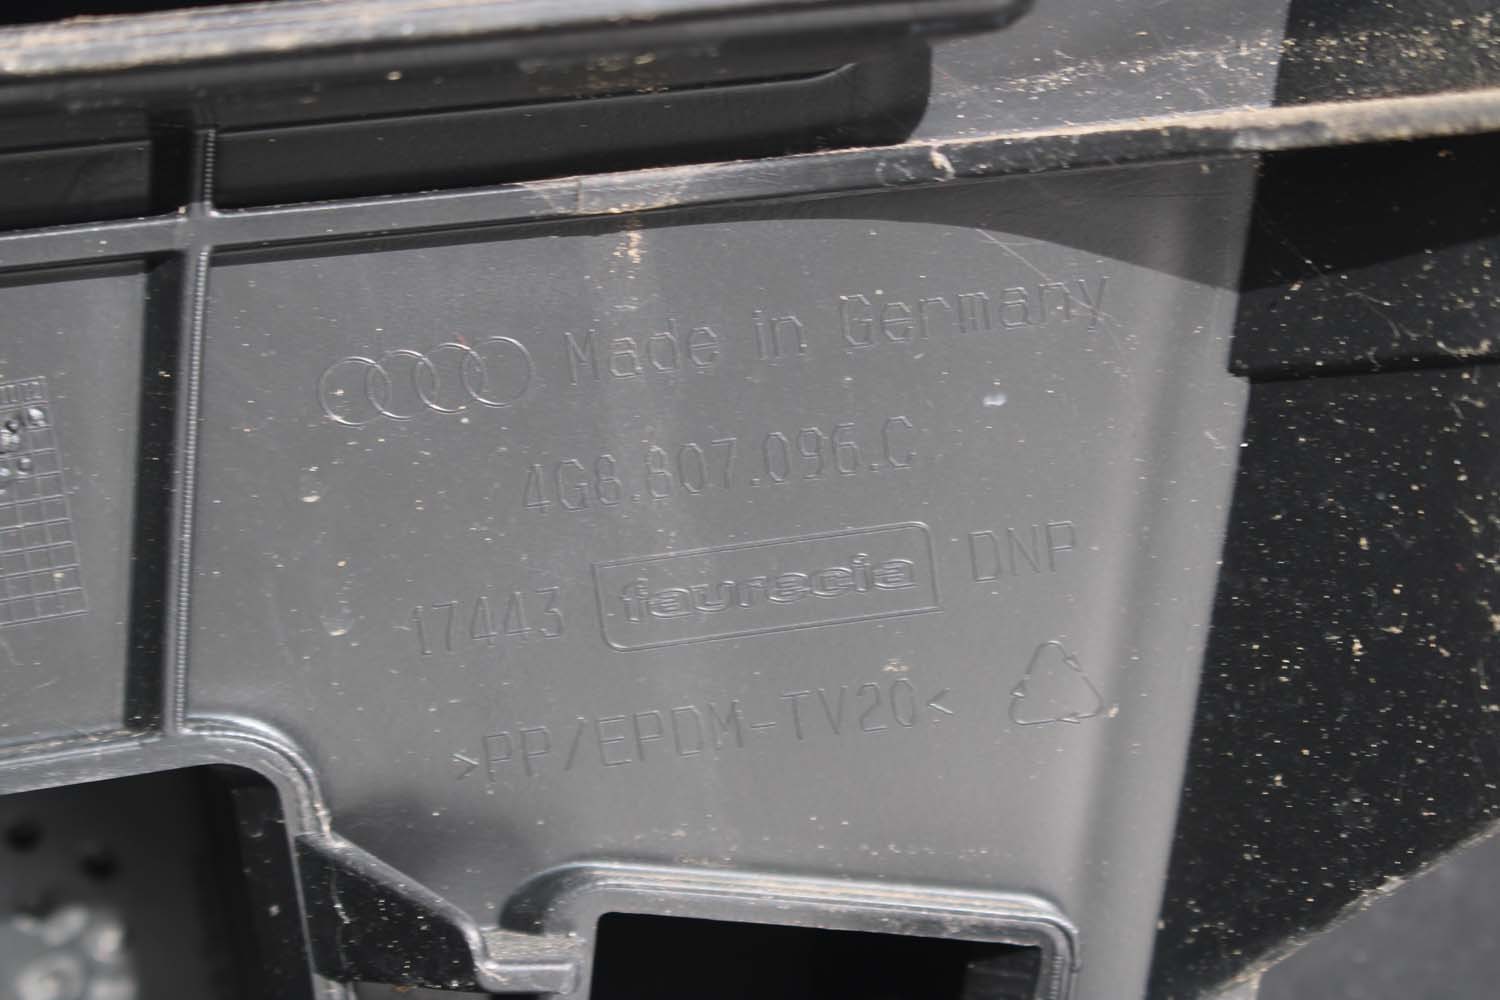 Made in Germany
4G8.807.096.C
17443 faurecia DNP
>PP/EPDM-TV20<